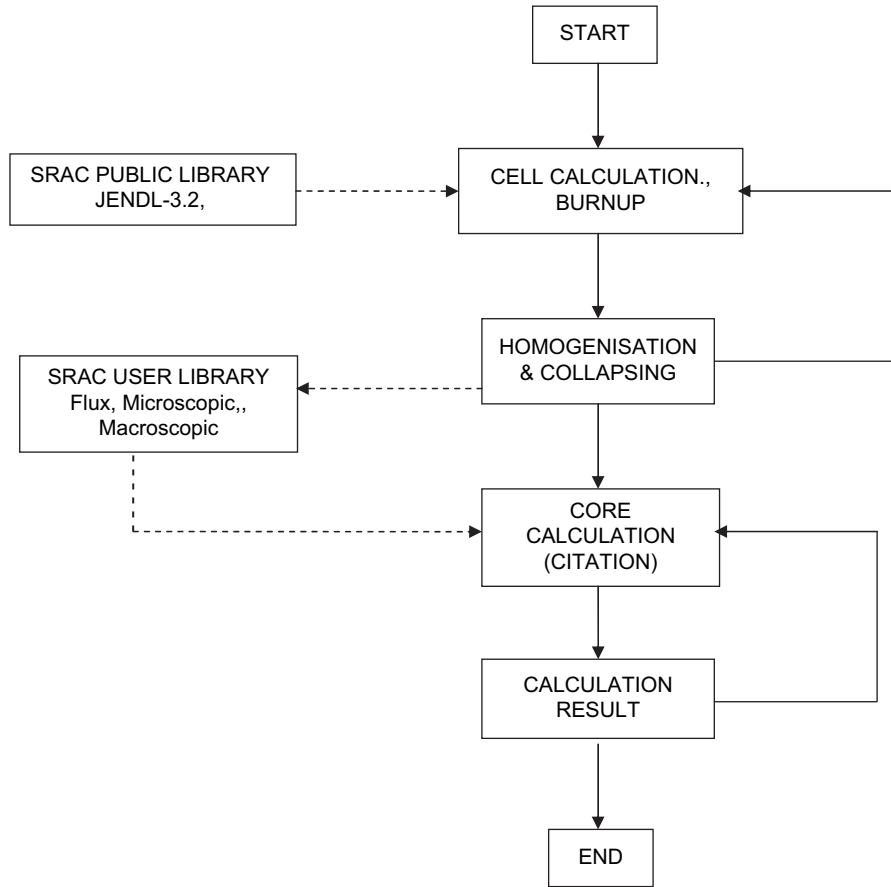 START
SRAC PUBLIC LIBRARY
JENDL-3.2,
CELL CALCULATION.,
BURNUP
HOMOGENISATION
& COLLAPSING
SRAC USER LIBRARY
Flux, Microscopic,,
Macroscopic
CORE
CALCULATION
(CITATION)
CALCULATION
RESULT
END